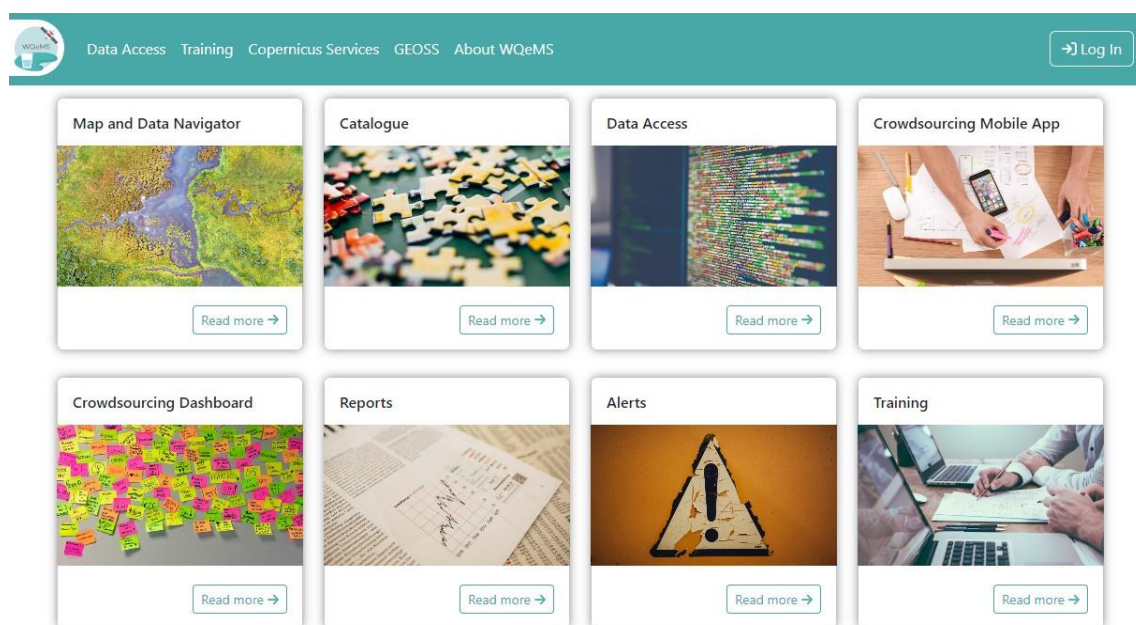 WQeMS
Data Access Training Copernicus Services GEOSS About WQeMS Log In
Map and Data Navigator
Read more
Catalogue
Read more
Data Access
Read more
Crowdsourcing Mobile App
Read more
Crowdsourcing Dashboard
Read more
Reports
Read more
Alerts
Read more
Training
Read more